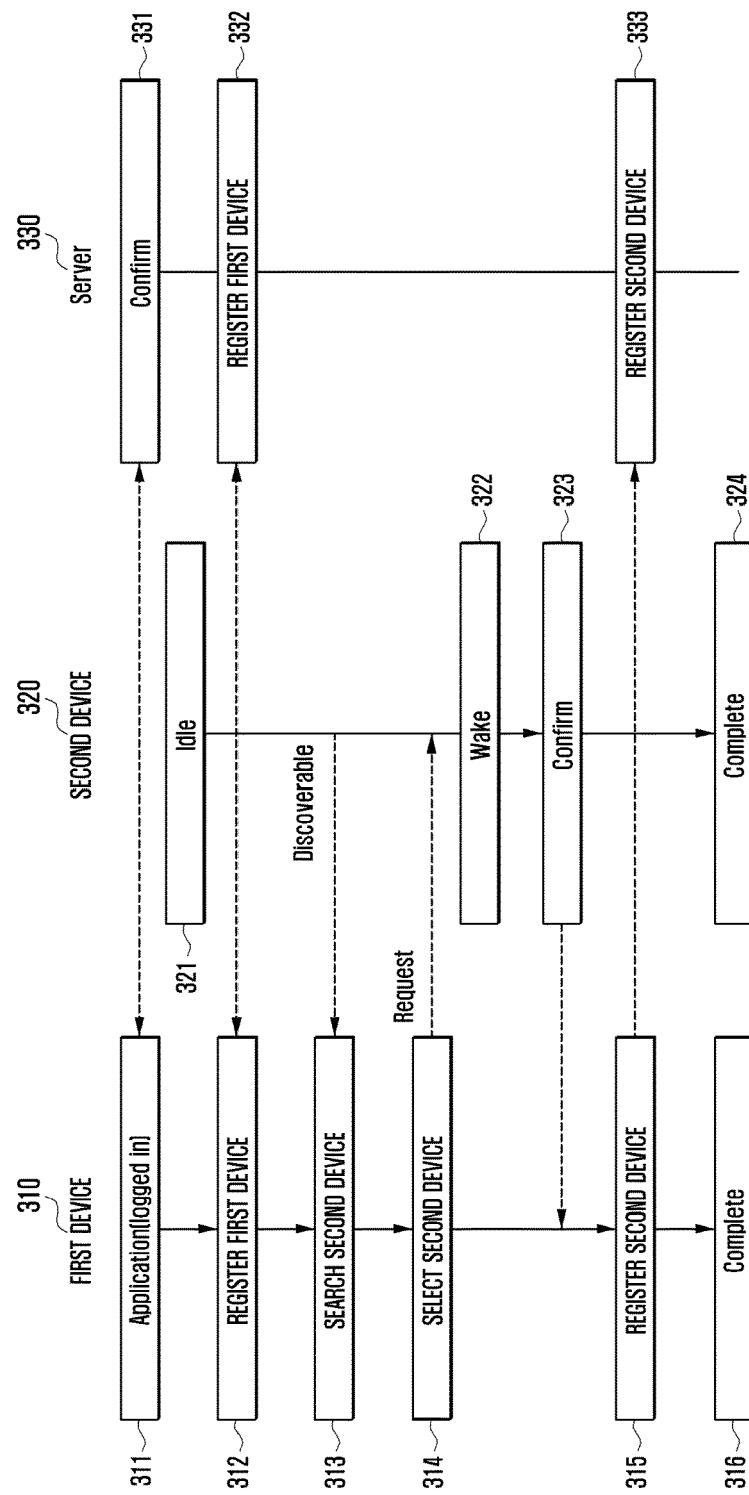 310
FIRST DEVICE
320
SECOND DEVICE
330
Server
311
Application(logged in)
Confirm
331
321
Idle
312
REGISTER FIRST DEVICE
REGISTER FIRST DEVICE
332
Discoverable
313
SEARCH SECOND DEVICE
Request
314
SELECT SECOND DEVICE
Wake
322
Confirm
323
315
REGISTER SECOND DEVICE
REGISTER SECOND DEVICE
333
316
Complete
Complete
324